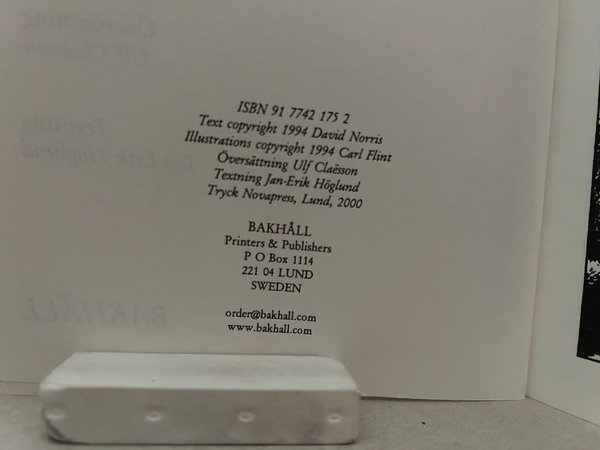 ISBN 91 7742 175 2
Text copyright 1994 David Norris
Illustrations copyright 1994 Carl Flint
Översättning Ulf Claësson
Textning Jan-Erik Höglund
Tryck Novapress, Lund, 2000
BAKHÅLL
Printers & Publishers
P O Box 1114
221 04 LUND
SWEDEN
order@bakhall.com
www.bakhall.com